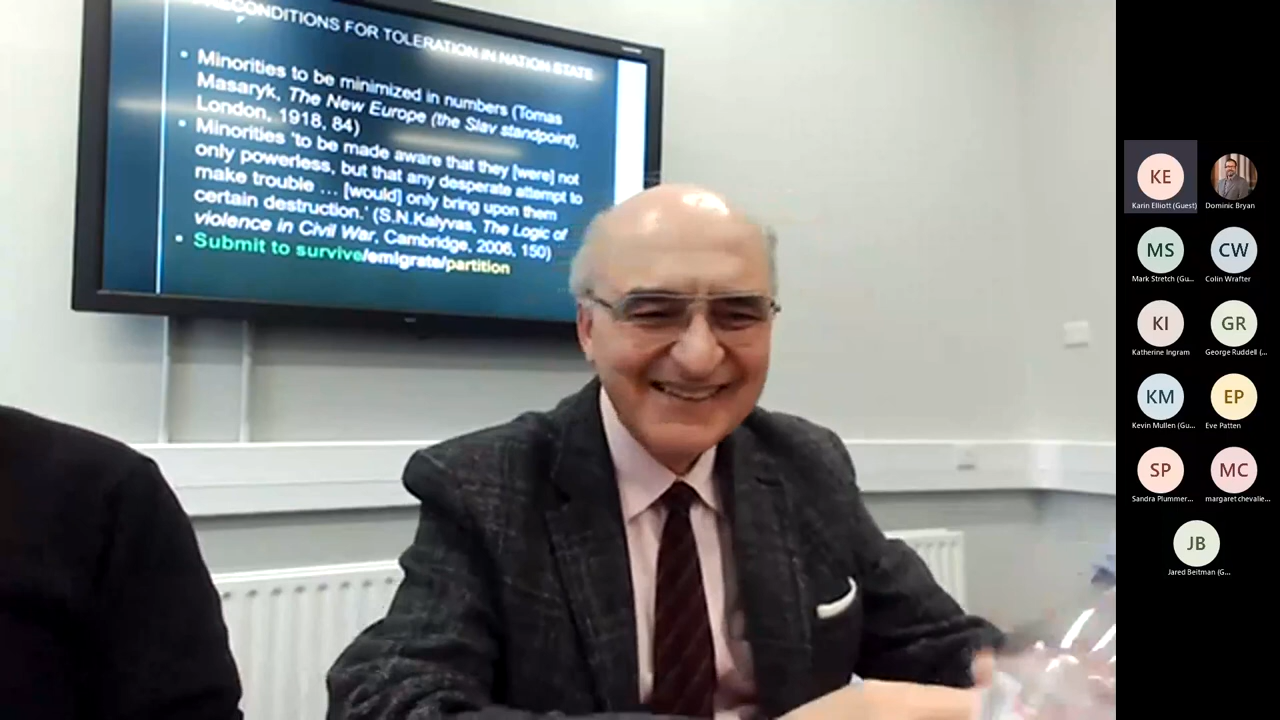 PRECONDITIONS FOR TOLERATION IN NATION STATE
• Minorities to be minimized in numbers (Tomas
Masaryk, The New Europe (the Slav standpoint),
London, 1918, 84)
• Minorities 'to be made aware that they [were] not
only powerless, but that any desperate attempt to
make trouble ... [would] only bring upon them
certain destruction.' (S.N.Kalyvas, The Logic of
violence in Civil War, Cambridge, 2006, 150)
• Submit to survive/emigrate/partition
KE
Karin Elliott (Guest)
Dominic Bryan
MS
Mark Stretch (Gu...
CW
Colin Wrafter
KI
Katherine Ingram
GR
George Ruddell (...
KM
Kevin Mullen (Gu...
EP
Eve Patten
SP
Sandra Plummer...
MC
margaret chevalie...
JB
Jared Beitman (G...